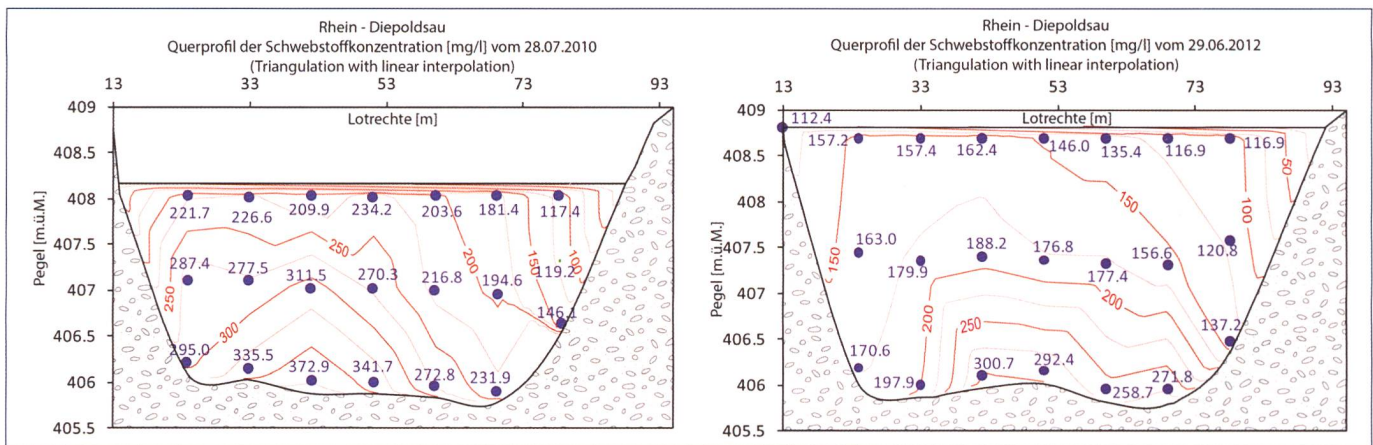 Rhein - Diepoldsau
Querprofil der Schwebstoffkonzentration [mg/l] vom 28.07.2010
(Triangulation with linear interpolation)
13 33 53 73 93
Lotrechte [m]
Pegel [m.ü.M.]
409
408.5
408
407.5
407
406.5
406
405.5
221.7 226.6 209.9 234.2 203.6 181.4 117.4
287.4 277.5 311.5 270.3 216.8 194.6 119.2
146.1
295.0 335.5 372.9 341.7 272.8 231.9
250
250
300
200
150
100
Rhein - Diepoldsau
Querprofil der Schwebstoffkonzentration [mg/l] vom 29.06.2012
(Triangulation with linear interpolation)
13 33 53 73 93
Lotrechte [m]
Pegel [m.ü.M.]
409
408.5
408
407.5
407
406.5
406
405.5
112.4
157.2 157.4 162.4 146.0 135.4 116.9 116.9
163.0 179.9 188.2 176.8 177.4 156.6 120.8
137.2
170.6 197.9 300.7 292.4 258.7 271.8
150
150
200
200
250
100
50